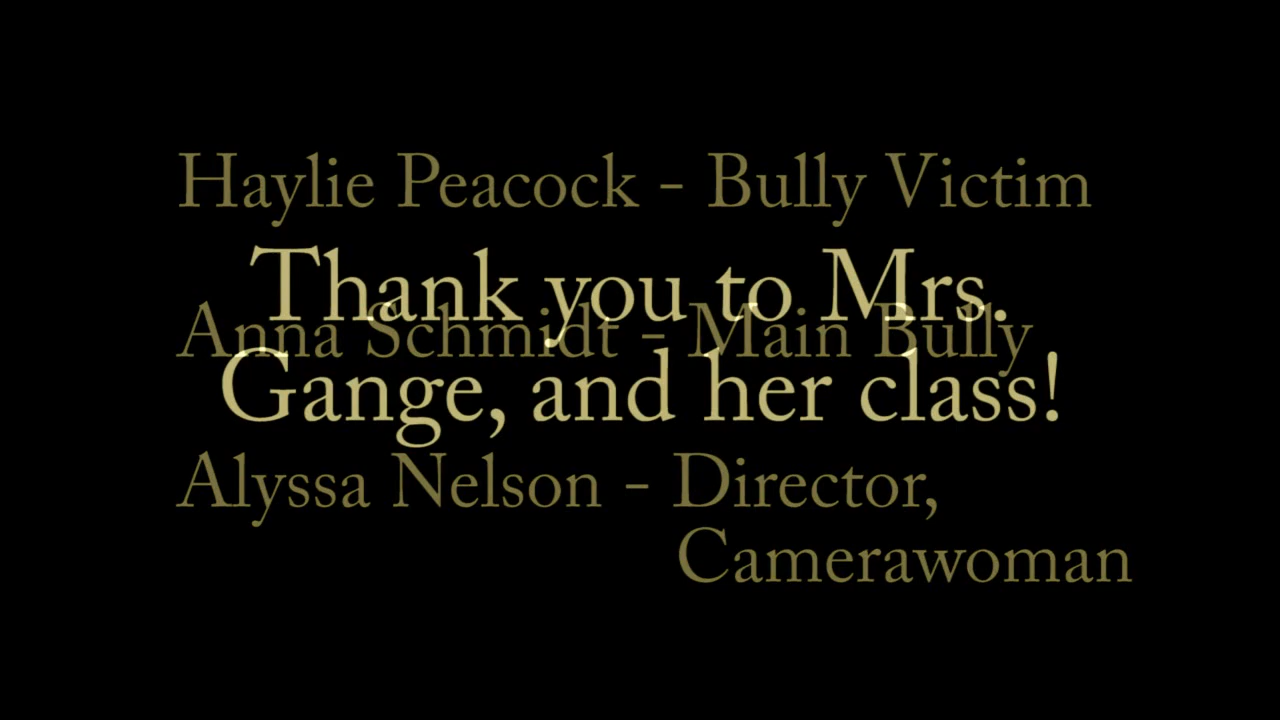 Haylie Peacock - Bully Victim
Thank you to Mrs.
Anna Schmidt - Main Bully
Gange, and her class!
Alyssa Nelson - Director,
Camerawoman